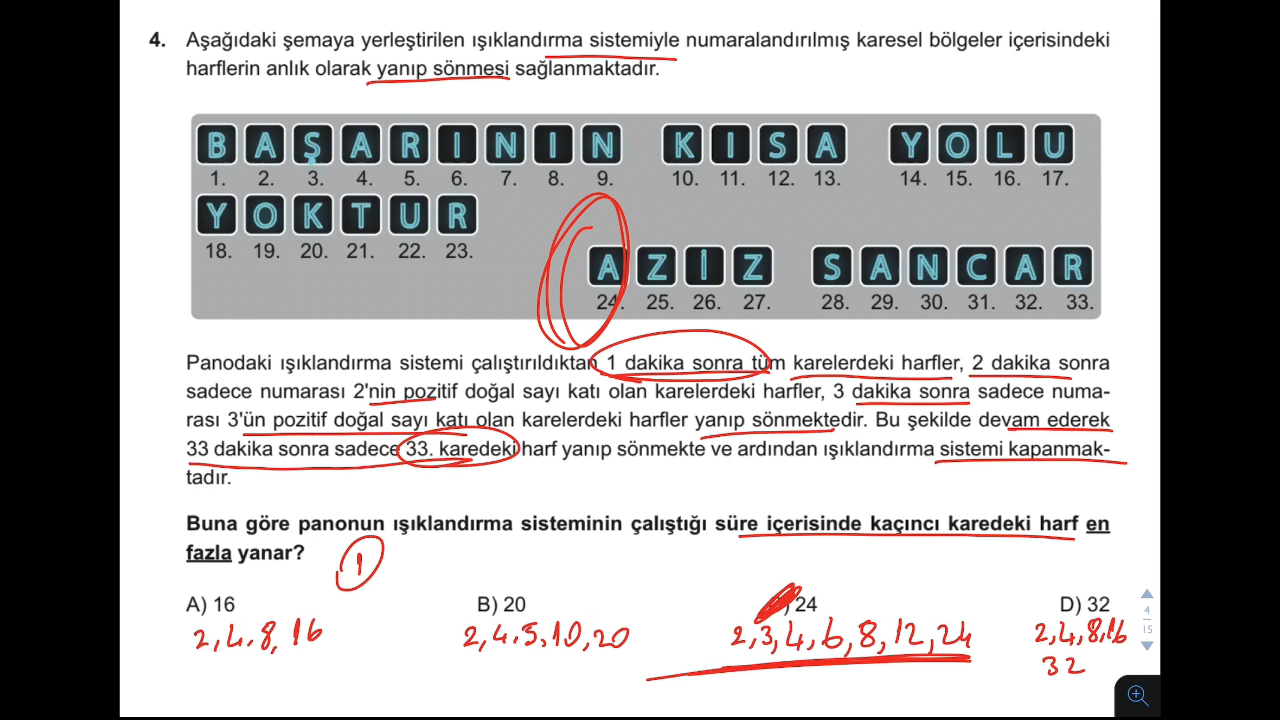 4. Aşağıdaki şemaya yerleştirilen ışıklandırma sistemiyle numaralandırılmış karesel bölgeler içerisindeki
harflerin anlık olarak yanıp sönmesi sağlanmaktadır.
B A Ş A R I N I N K I S A Y O L U
1. 2. 3. 4. 5. 6. 7. 8. 9. 10. 11. 12. 13. 14. 15. 16. 17.
Y O K T U R
18. 19. 20. 21. 22. 23.
A Z İ Z S A N C A R
24. 25. 26. 27. 28. 29. 30. 31. 32. 33.
Panodaki ışıklandırma sistemi çalıştırıldıktan 1 dakika sonra tüm karelerdeki harfler, 2 dakika sonra
sadece numarası 2'nin pozitif doğal sayı katı olan karelerdeki harfler, 3 dakika sonra sadece numa-
rası 3'ün pozitif doğal sayı katı olan karelerdeki harfler yanıp sönmektedir. Bu şekilde devam ederek
33 dakika sonra sadece 33. karedeki harf yanıp sönmekte ve ardından ışıklandırma sistemi kapanmak-
tadır.
Buna göre panonun ışıklandırma sisteminin çalıştığı süre içerisinde kaçıncı karedeki harf en
fazla yanar?
1
A) 16 B) 20 ) 24 D) 32
2,4,8,16 2,4,5,10,20 2,3,4,6,8,12,24 2,4,8,16
32
4
15